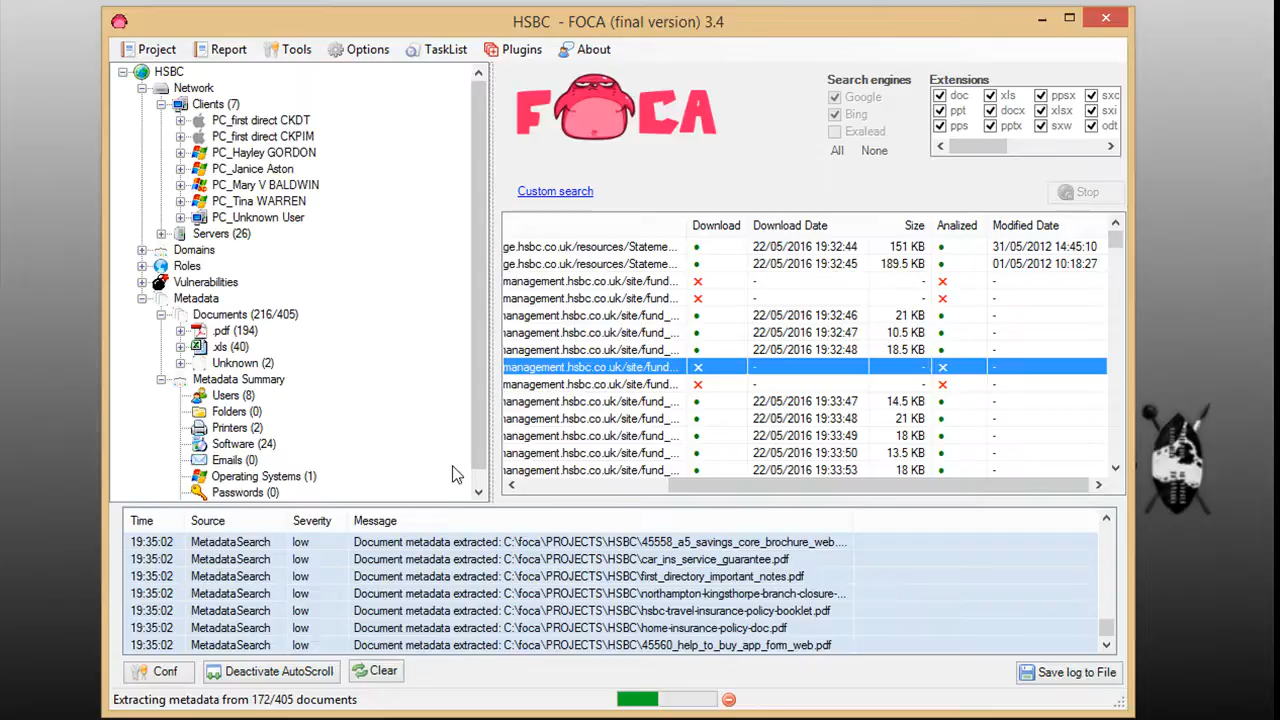 HSBC - FOCA (final version) 3.4
Project Report Tools Options TaskList Plugins About
HSBC
Network
Clients (7)
PC_first direct CKDT
PC_first direct CKPIM
PC_Hayley GORDON
PC_Janice Aston
PC_Mary V BALDWIN
PC_Tina WARREN
PC_Unknown User
Servers (26)
Domains
Roles
Vulnerabilities
Metadata
Documents (216/405)
.pdf (194)
.xls (40)
Unknown (2)
Metadata Summary
Users (8)
Folders (0)
Printers (2)
Software (24)
Emails (0)
Operating Systems (1)
Passwords (0)
FOCA
Search engines
Google
Bing
Exalead
All None
Extensions
doc xls ppsx sxc
ppt docx xlsx sxi
pps pptx sxw odt
Custom search
Stop
Download Download Date Size Analized Modified Date
ge.hsbc.co.uk/resources/Stateme... 22/05/2016 19:32:44 151 KB 31/05/2012 14:45:10
ge.hsbc.co.uk/resources/Stateme... 22/05/2016 19:32:45 189.5 KB 01/05/2012 10:18:27
management.hsbc.co.uk/site/fund... - - -
management.hsbc.co.uk/site/fund... - - -
management.hsbc.co.uk/site/fund_... 22/05/2016 19:32:46 21 KB -
management.hsbc.co.uk/site/fund_... 22/05/2016 19:32:47 10.5 KB -
management.hsbc.co.uk/site/fund_... 22/05/2016 19:32:48 18.5 KB -
management.hsbc.co.uk/site/fund... - - -
management.hsbc.co.uk/site/fund... - - -
management.hsbc.co.uk/site/fund_... 22/05/2016 19:33:47 14.5 KB -
management.hsbc.co.uk/site/fund_... 22/05/2016 19:33:48 21 KB -
management.hsbc.co.uk/site/fund_... 22/05/2016 19:33:49 18 KB -
management.hsbc.co.uk/site/fund_... 22/05/2016 19:33:50 13.5 KB -
management.hsbc.co.uk/site/fund_... 22/05/2016 19:33:53 18 KB -
Time Source Severity Message
19:35:02 MetadataSearch low Document metadata extracted: C:\foca\PROJECTS\HSBC\45558_a5_savings_core_brochure_web....
19:35:02 MetadataSearch low Document metadata extracted: C:\foca\PROJECTS\HSBC\car_ins_service_guarantee.pdf
19:35:02 MetadataSearch low Document metadata extracted: C:\foca\PROJECTS\HSBC\first_directory_important_notes.pdf
19:35:02 MetadataSearch low Document metadata extracted: C:\foca\PROJECTS\HSBC\northampton-kingsthorpe-branch-closure-...
19:35:02 MetadataSearch low Document metadata extracted: C:\foca\PROJECTS\HSBC\hsbc-travel-insurance-policy-booklet.pdf
19:35:02 MetadataSearch low Document metadata extracted: C:\foca\PROJECTS\HSBC\home-insurance-policy-doc.pdf
19:35:02 MetadataSearch low Document metadata extracted: C:\foca\PROJECTS\HSBC\45560_help_to_buy_app_form_web.pdf
Conf Deactivate AutoScroll Clear Save log to File
Extracting metadata from 172/405 documents